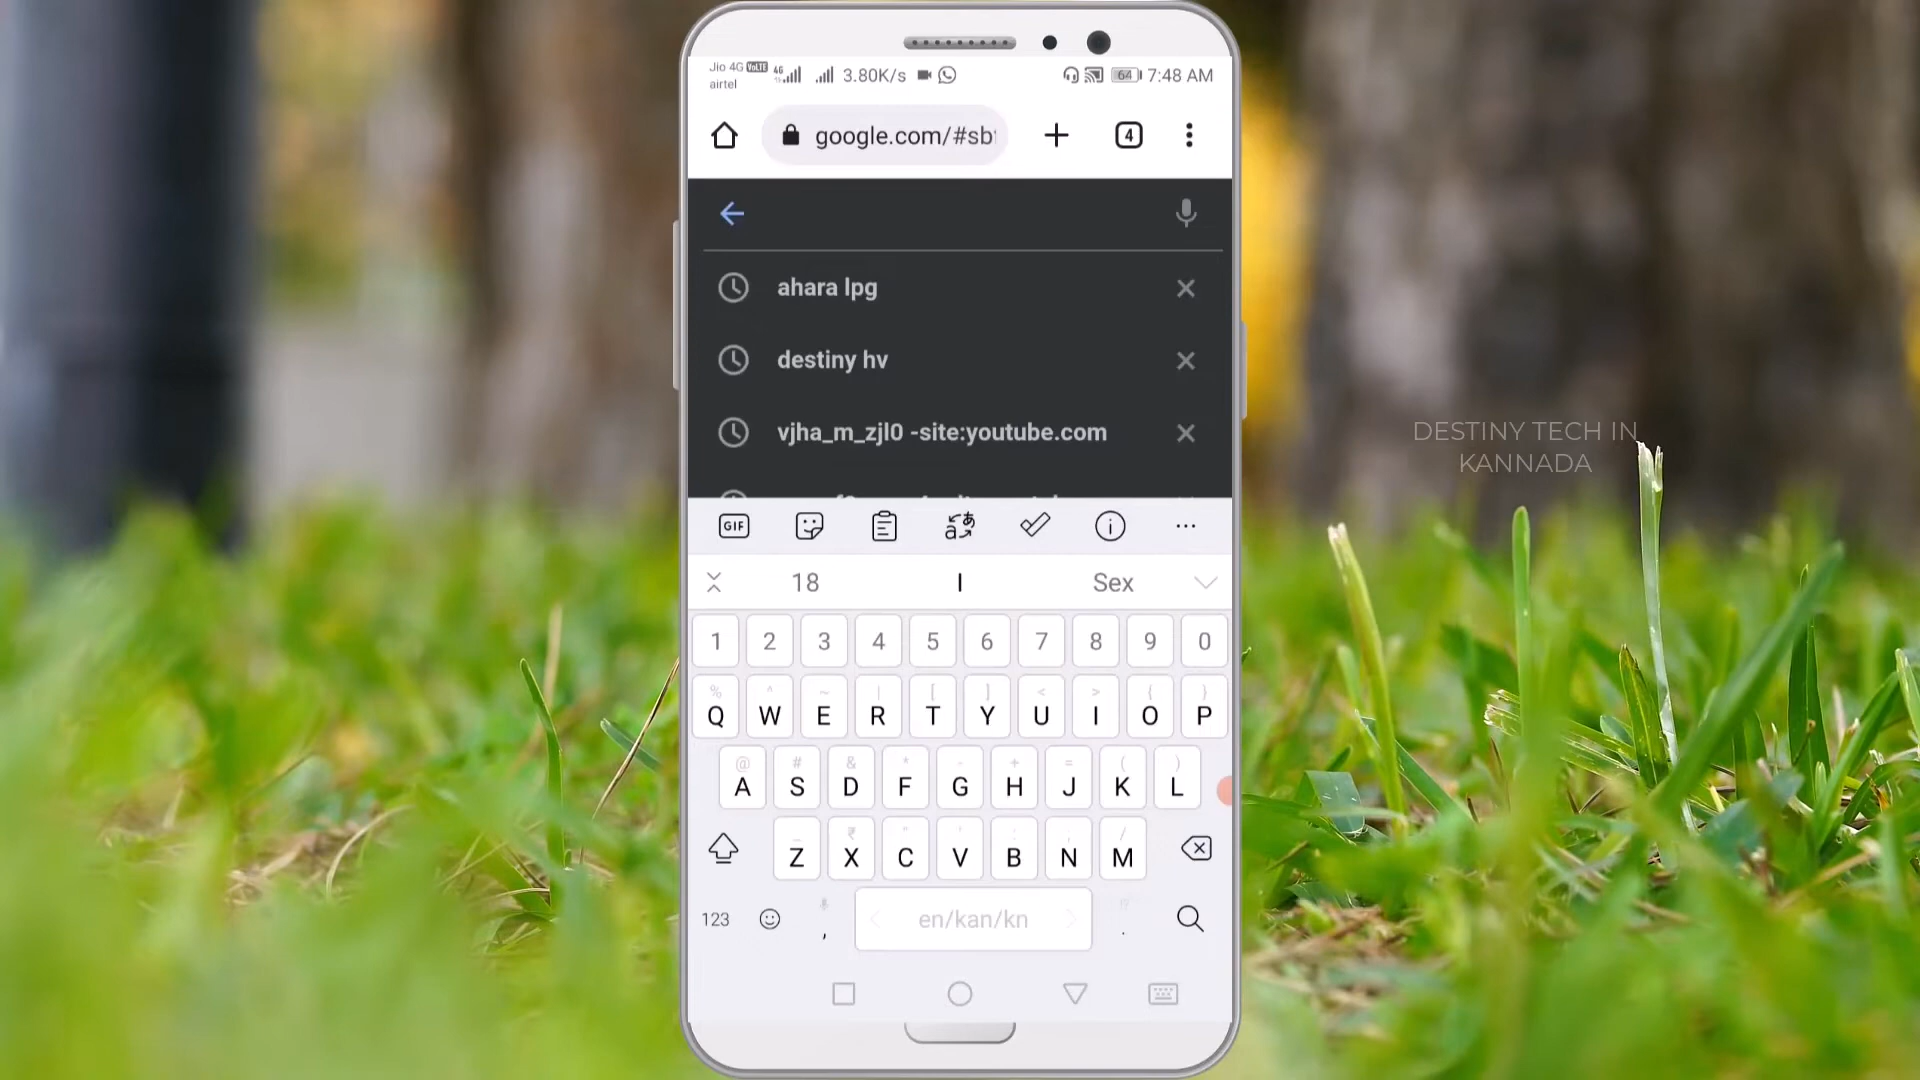 Jio 4G VoLTE 4G 3.80K/s 64 7:48 AM
airtel
google.com/#sb
4
ahara lpg
destiny hv
vjha_m_zjl0 -site:youtube.com
GIF
18 I Sex
1 2 3 4 5 6 7 8 9 0
% ^ ~ | [ ] < > { }
Q W E R T Y U I O P
@ # & * - + = ( )
A S D F G H J K L
_ ₹ " ' : , /
Z X C V B N M
123 , en/kan/kn .
DESTINY TECH IN
KANNADA